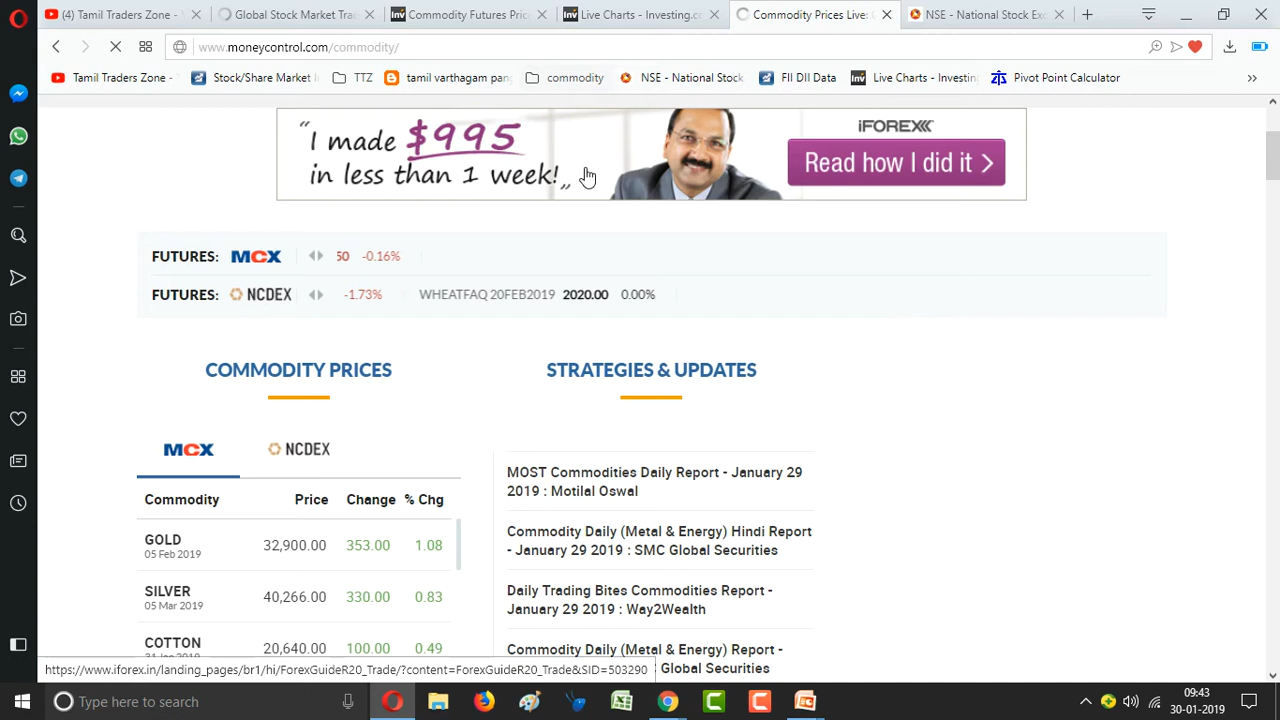 (4) Tamil Traders Zone -
Global Stock Market Tra
Commodity Futures Pric
Live Charts - Investing.co
Commodity Prices Live:
NSE - National Stock Exc
www.moneycontrol.com/commodity/
Tamil Traders Zone -
Stock/Share Market In
TTZ
tamil varthagam pang
commodity
NSE - National Stock
FII DII Data
Live Charts - Investing
Pivot Point Calculator
"I made $995
in less than 1 week!"
iFOREX
Read how I did it >
FUTURES: MCX 50 -0.16%
FUTURES: NCDEX -1.73% WHEATFAQ 20FEB2019 2020.00 0.00%
COMMODITY PRICES
MCX NCDEX
Commodity Price Change % Chg
GOLD 32,900.00 353.00 1.08
05 Feb 2019
SILVER 40,266.00 330.00 0.83
05 Mar 2019
COTTON 20,640.00 100.00 0.49
STRATEGIES & UPDATES
MOST Commodities Daily Report - January 29
2019 : Motilal Oswal
Commodity Daily (Metal & Energy) Hindi Report
- January 29 2019 : SMC Global Securities
Daily Trading Bites Commodities Report -
January 29 2019 : Way2Wealth
Commodity Daily (Metal & Energy) Report -
Global Securities
https://www.iforex.in/landing_pages/br1/hi/ForexGuideR20_Trade/?content=ForexGuideR20_Trade&SID=503290
Type here to search
09:43
30-01-2019